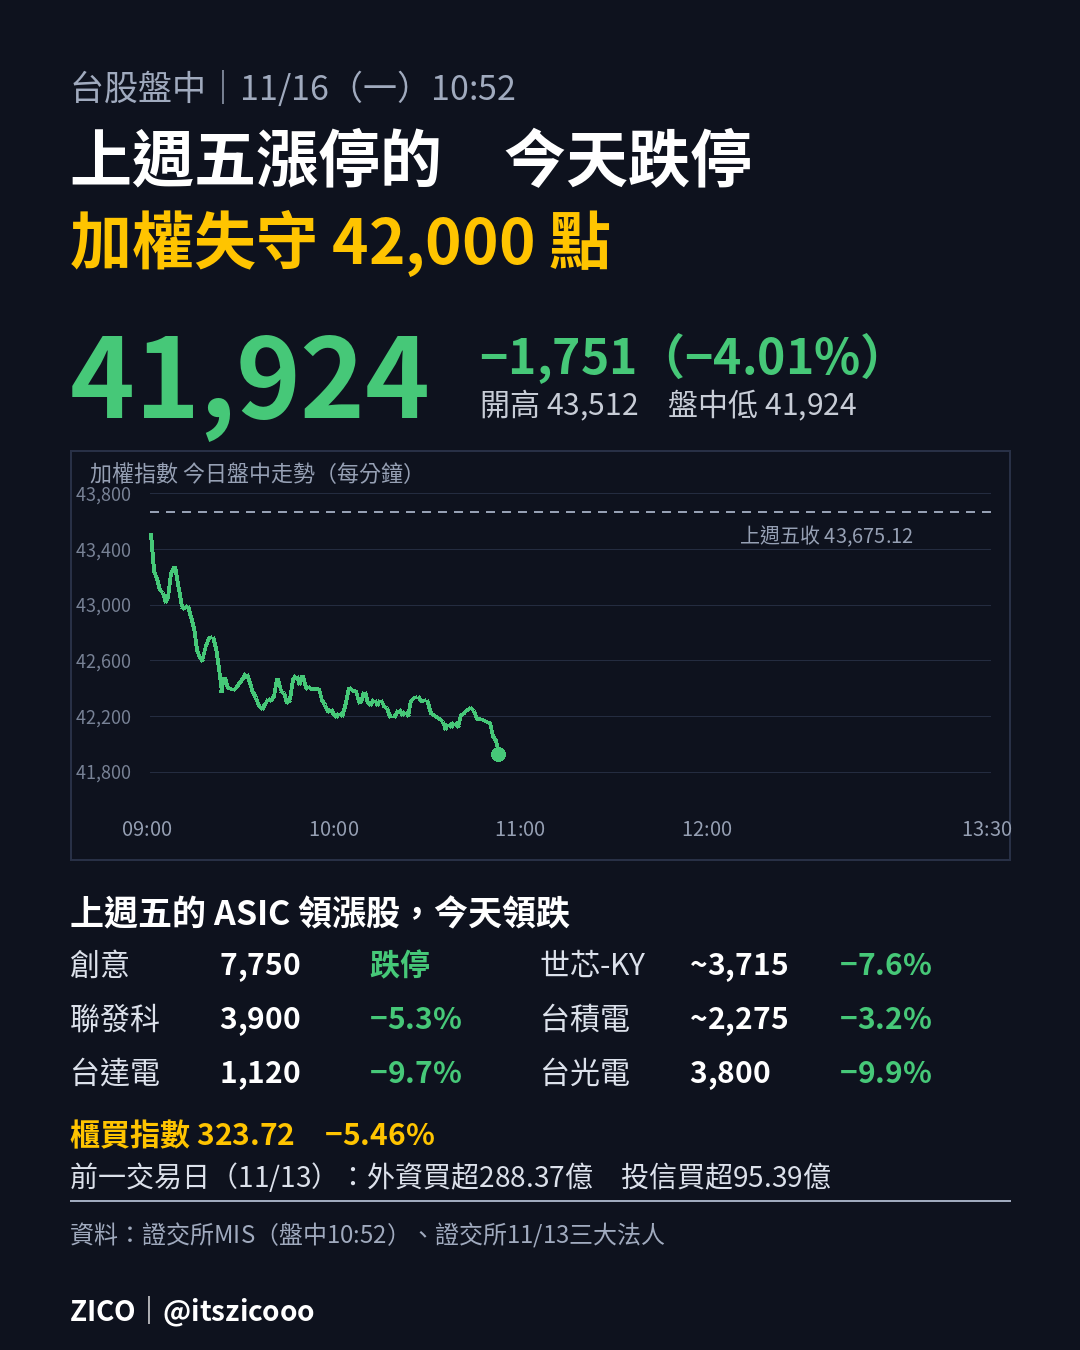 台股盤中｜11/16（一）10:52
上週五漲停的　今天跌停
加權失守 42,000 點
41,924
−1,751（−4.01%）
開高 43,512　盤中低 41,924
加權指數 今日盤中走勢（每分鐘）
43,800
上週五收 43,675.12
43,400
43,000
42,600
42,200
41,800
09:00 10:00 11:00 12:00 13:30
上週五的 ASIC 領漲股，今天領跌
創意 7,750 跌停 世芯-KY ~3,715 −7.6%
聯發科 3,900 −5.3% 台積電 ~2,275 −3.2%
台達電 1,120 −9.7% 台光電 3,800 −9.9%
櫃買指數 323.72　−5.46%
前一交易日（11/13）：外資買超288.37億　投信買超95.39億
資料：證交所MIS（盤中10:52）、證交所11/13三大法人
ZICO｜@itszicooo